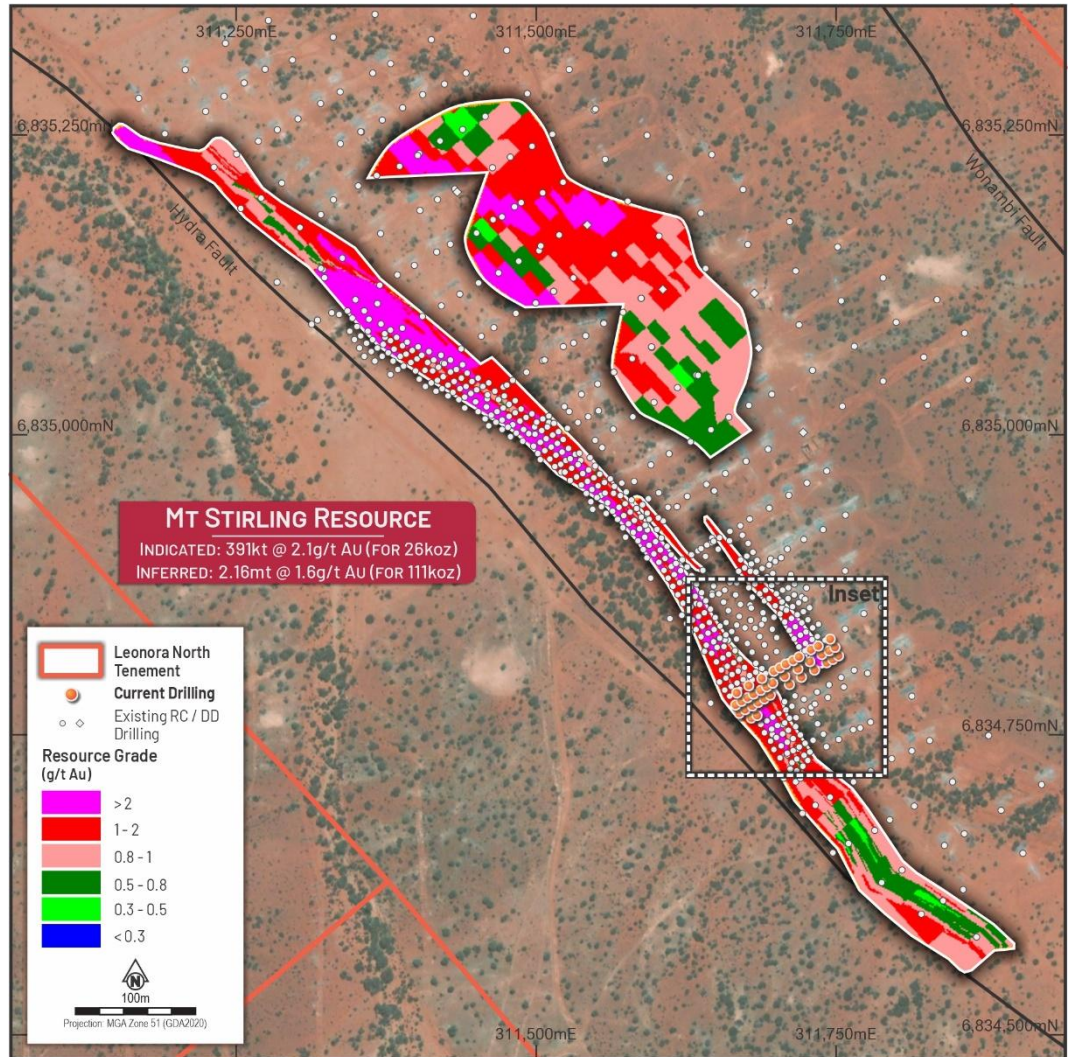 311,250mE
311,500mE
311,750mE
6,835,250mN
6,835,250mN
Wonambi Fault
Hydra Fault
6,835,000mN
6,835,000mN
MT STIRLING RESOURCE
INDICATED: 391kt @ 2.1g/t Au (FOR 26koz)
INFERRED: 2.16mt @ 1.6g/t Au (FOR 111koz)
Inset
Leonora North
Tenement
Current Drilling
Existing RC / DD
Drilling
Resource Grade
(g/t Au)
>2
1 - 2
0.8 - 1
0.5 - 0.8
0.3 - 0.5
<0.3
N
100m
Projection: MGA Zone 51 (GDA2020)
6,834,750mN
311,500mE
311,750mE
6,834,500mN